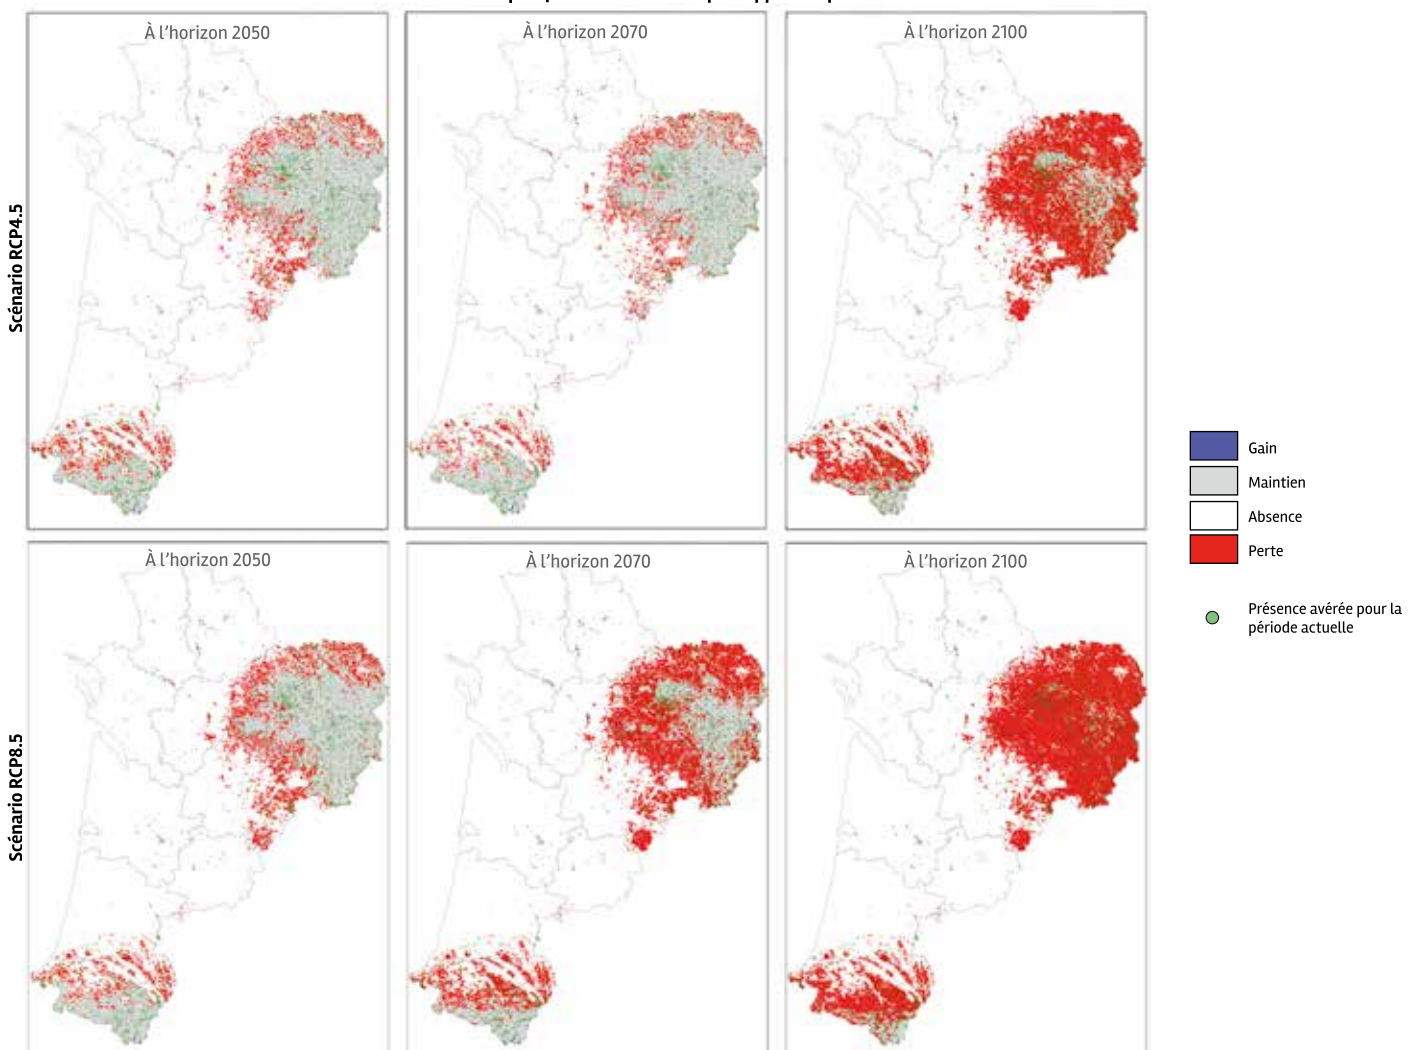 À l'horizon 2050
À l'horizon 2070
À l'horizon 2100
Scénario RCP4.5
Gain
Maintien
Absence
Perte
Présence avérée pour la
période actuelle
À l'horizon 2050
À l'horizon 2070
À l'horizon 2100
Scénario RCP8.5